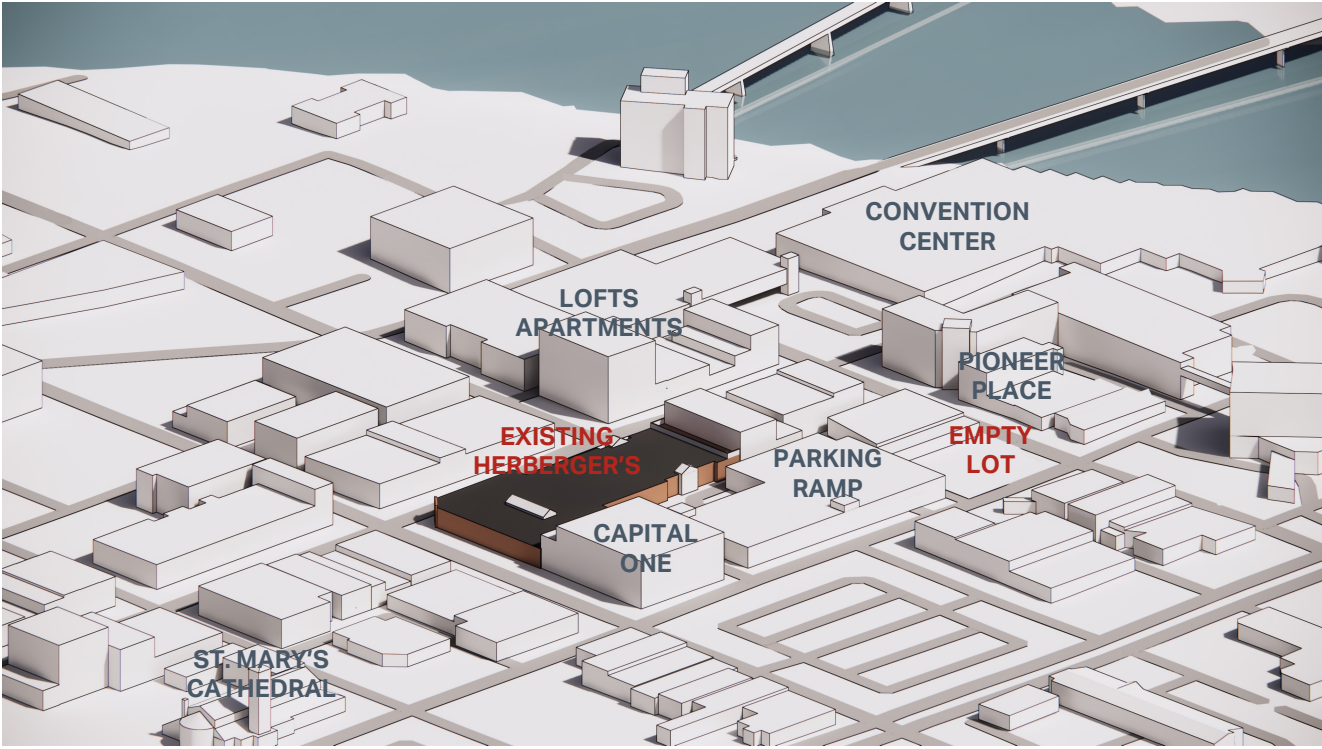 CONVENTION
CENTER
LOFTS
APARTMENTS
PIONEER
PLACE
EXISTING
HERBERGER'S
EMPTY
LOT
PARKING
RAMP
CAPITAL
ONE
ST. MARY'S
CATHEDRAL